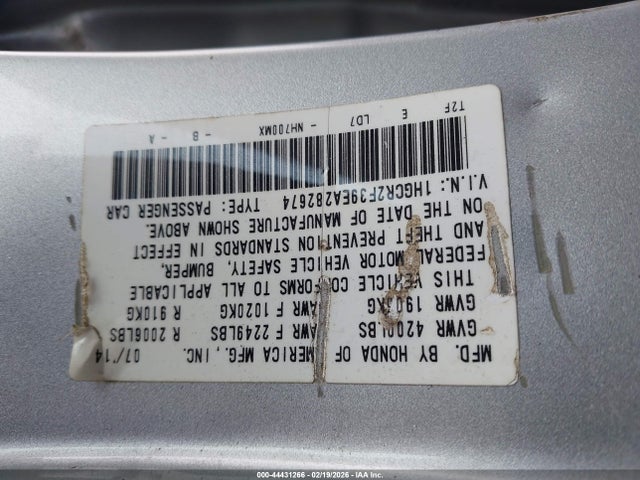 MFD. BY HONDA OF AMERICA MFG., INC. 07/14
GVWR 4200LBS GAWR F 2249LBS R 2006LBS
GVWR 1905KG GAWR F 1020KG R 910KG
THIS VEHICLE CONFORMS TO ALL APPLICABLE
FEDERAL MOTOR VEHICLE SAFETY, BUMPER,
AND THEFT PREVENTION STANDARDS IN EFFECT
ON THE DATE OF MANUFACTURE SHOWN ABOVE.
V.I.N.: 1HGCR2F39EA282674 TYPE: PASSENGER CAR
T2F E LD7 - NH700MX - B - A
000-44431266 - 02/19/2026 - IAA Inc.